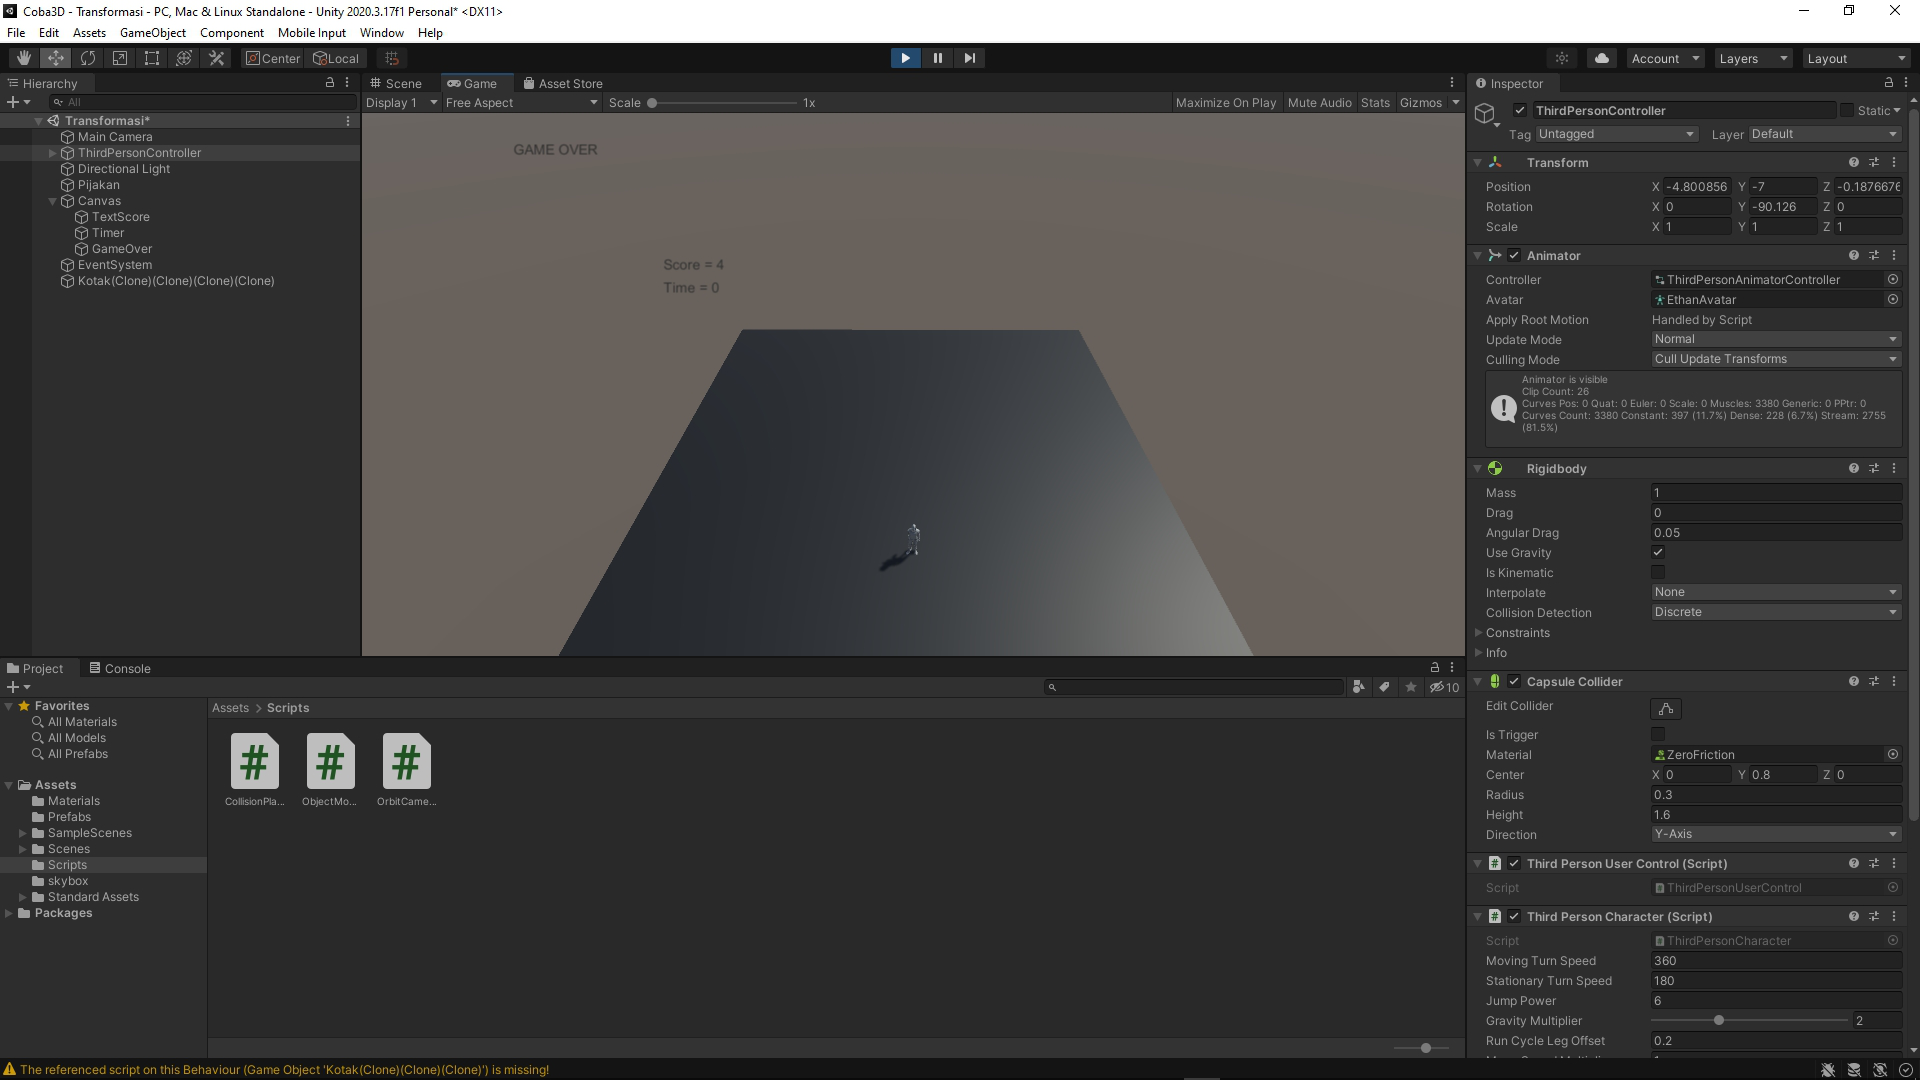 Coba3D - Transformasi - PC, Mac & Linux Standalone - Unity 2020.3.17f1 Personal* <DX11>
File Edit Assets GameObject Component Mobile Input Window Help
Center Local Account Layers Layout
Hierarchy
All
Transformasi*
Main Camera
ThirdPersonController
Directional Light
Pijakan
Canvas
TextScore
Timer
GameOver
EventSystem
Kotak(Clone)(Clone)(Clone)(Clone)
Scene Game Asset Store
Display 1 Free Aspect Scale 1x Maximize On Play Mute Audio Stats Gizmos
GAME OVER
Score = 4
Time = 0
Inspector
ThirdPersonController Static
Tag Untagged Layer Default
Transform
Position X -4.800856 Y -7 Z -0.1876676
Rotation X 0 Y -90.126 Z 0
Scale X 1 Y 1 Z 1
Animator
Controller ThirdPersonAnimatorController
Avatar EthanAvatar
Apply Root Motion Handled by Script
Update Mode Normal
Culling Mode Cull Update Transforms
Animator is visible
Clip Count: 26
Curves Pos: 0 Quat: 0 Euler: 0 Scale: 0 Muscles: 3380 Generic: 0 PPtr: 0
Curves Count: 3380 Constant: 397 (11.7%) Dense: 228 (6.7%) Stream: 2755
(81.5%)
Rigidbody
Mass 1
Drag 0
Angular Drag 0.05
Use Gravity
Is Kinematic
Interpolate None
Collision Detection Discrete
Constraints
Info
Capsule Collider
Edit Collider
Is Trigger
Material ZeroFriction
Center X 0 Y 0.8 Z 0
Radius 0.3
Height 1.6
Direction Y-Axis
Third Person User Control (Script)
Script ThirdPersonUserControl
Third Person Character (Script)
Script ThirdPersonCharacter
Moving Turn Speed 360
Stationary Turn Speed 180
Jump Power 6
Gravity Multiplier 2
Run Cycle Leg Offset 0.2
Project Console
10
Favorites
All Materials
All Models
All Prefabs
Assets
Materials
Prefabs
SampleScenes
Scenes
Scripts
skybox
Standard Assets
Packages
Assets > Scripts
CollisionPla... ObjectMo... OrbitCame...
The referenced script on this Behaviour (Game Object 'Kotak(Clone)(Clone)(Clone)') is missing!